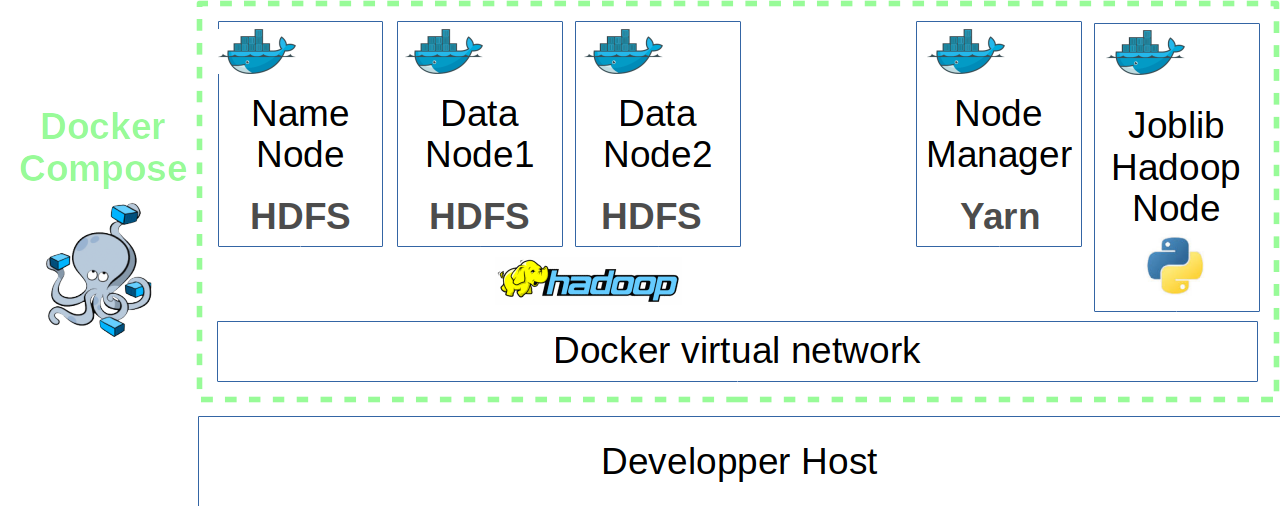 Docker
Compose
Name
Node
HDFS
Data
Node1
HDFS
Data
Node2
HDFS
Node
Manager
Yarn
Joblib
Hadoop
Node
hadoop
Docker virtual network
Developper Host